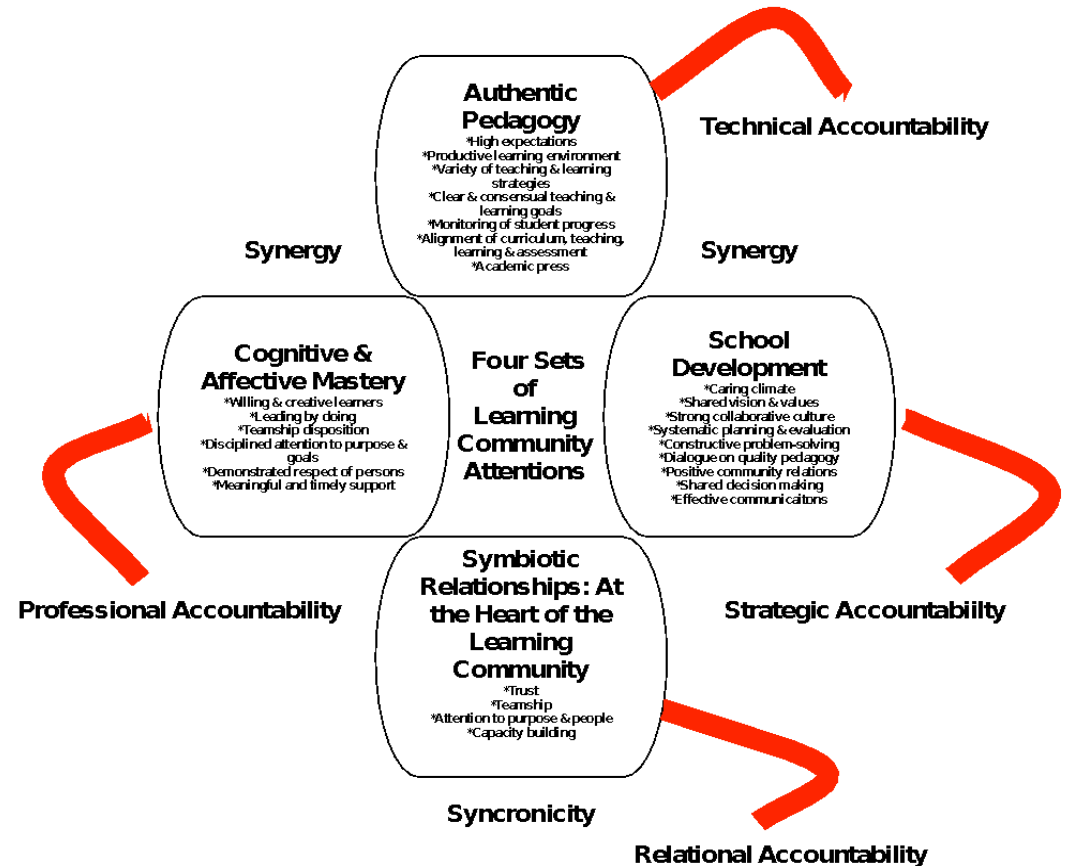 Authentic
Pedagogy
*High expectations
*Productive learning environment
*Variety of teaching & learning
strategies
*Clear & consensual teaching &
learning goals
*Monitoring of student progress
*Alignment of curriculum, teaching,
learning & assessment
*Academic press
Technical Accountability
Synergy
Synergy
Cognitive &
Affective Mastery
*Willing & creative learners
*Leading by doing
*Teamship disposition
*Disciplined attention to purpose &
goals
*Demonstrated respect of persons
*Meaningful and timely support
Four Sets
of
Learning
Community
Attentions
School
Development
*Caring climate
*Shared vision & values
*Strong collaborative culture
*Systematic planning & evaluation
*Constructive problem-solving
*Dialogue on quality pedagogy
*Positive community relations
*Shared decision making
*Effective communicaitons
Professional Accountability
Symbiotic
Relationships: At
the Heart of the
Learning
Community
*Trust
*Teamship
*Attention to purpose & people
*Capacity building
Strategic Accountabiilty
Syncronicity
Relational Accountability